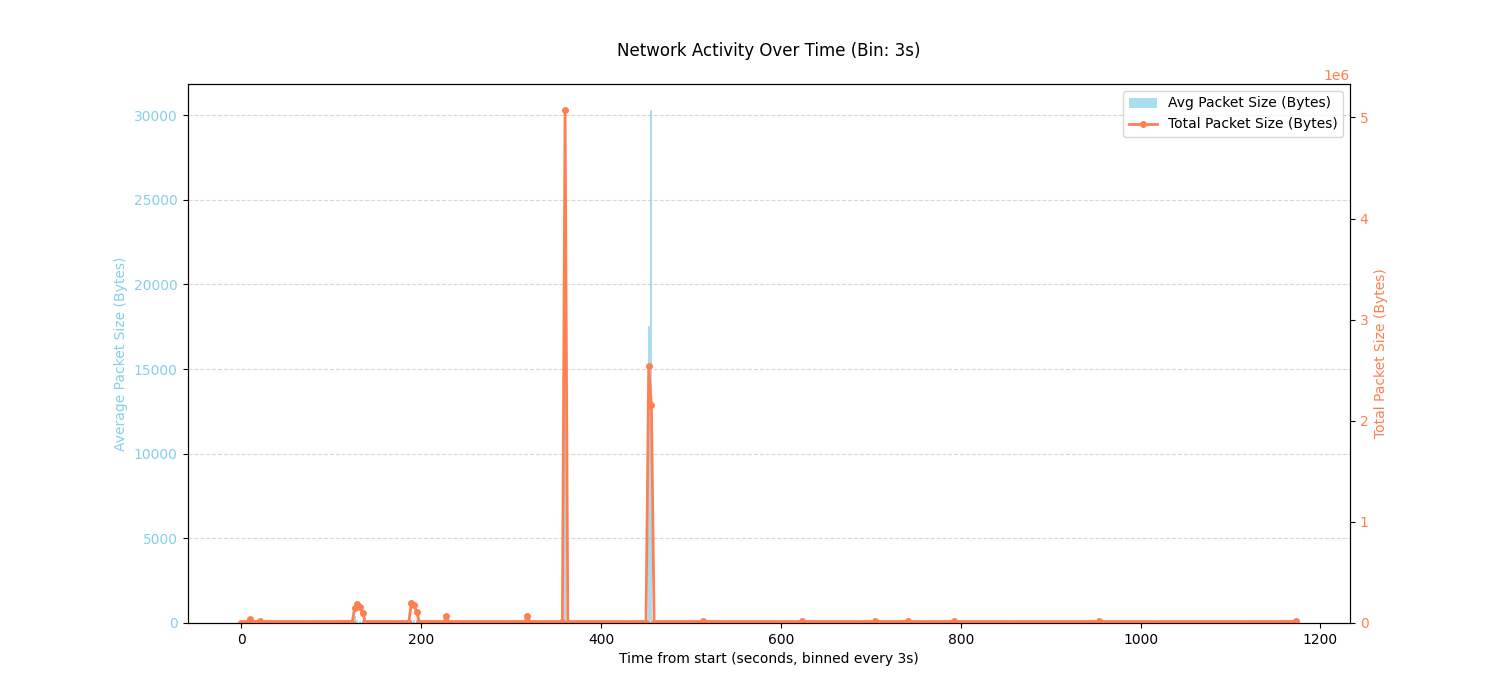 Network Activity Over Time (Bin: 3s)
1e6
Avg Packet Size (Bytes)
Total Packet Size (Bytes)
30000
25000
20000
15000
10000
5000
0
Average Packet Size (Bytes)
5
4
3
2
1
0
Total Packet Size (Bytes)
0
200
400
600
800
1000
1200
Time from start (seconds, binned every 3s)